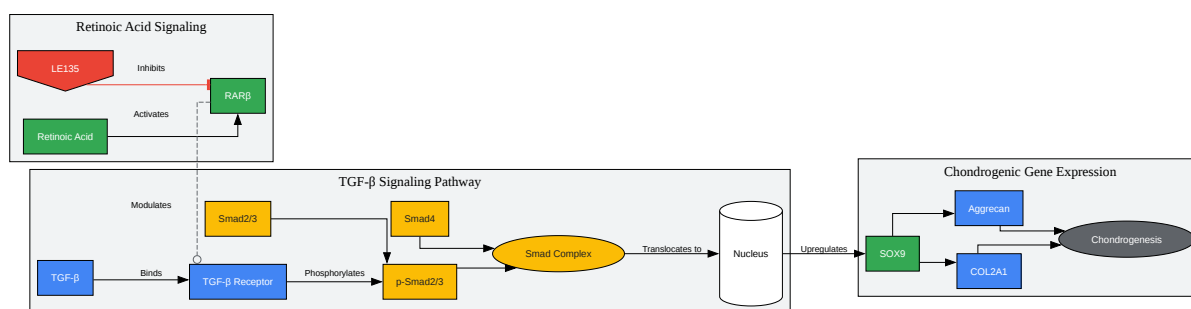 Retinoic Acid Signaling
LE135
Inhibits
RARβ
Activates
Retinoic Acid
TGF-β Signaling Pathway
Modulates
Smad2/3
Smad4
TGF-β
Binds
TGF-β Receptor
Phosphorylates
p-Smad2/3
Smad Complex
Translocates to
Nucleus
Upregulates
Chondrogenic Gene Expression
SOX9
Aggrecan
COL2A1
Chondrogenesis